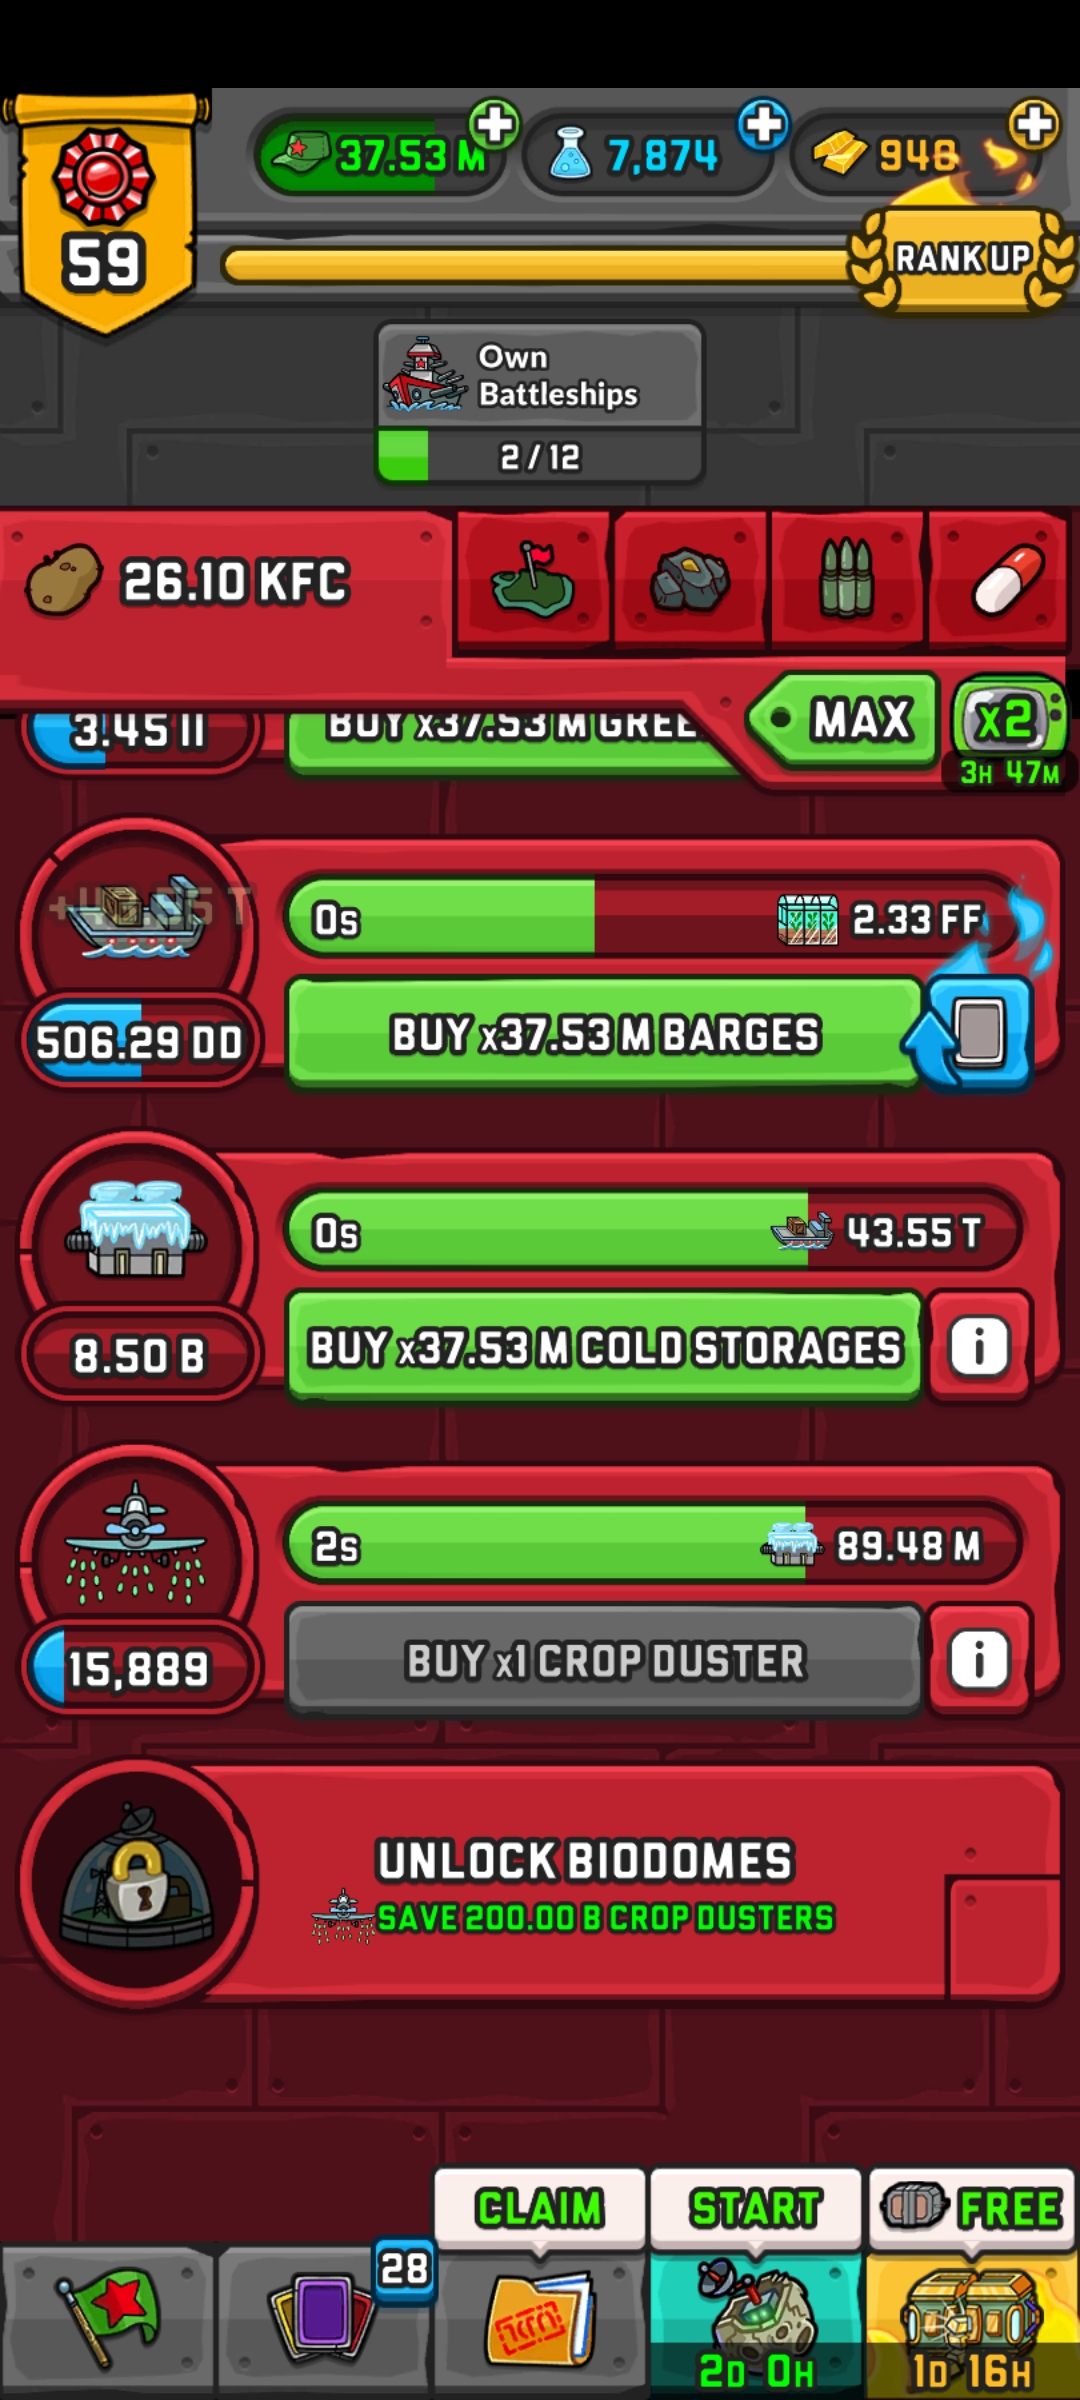 37.53 M
7,874
948
59
RANK UP
Own
Battleships
2 / 12
26.10 KFC
MAX
x2
3H 47M
3.45 II
BUY x37.53 M GREE
0s
2.33 FF
506.29 DD
BUY x37.53 M BARGES
0s
43.55 T
8.50 B
BUY x37.53 M COLD STORAGES
i
2s
89.48 M
15,889
BUY x1 CROP DUSTER
i
UNLOCK BIODOMES
SAVE 200.00 B CROP DUSTERS
CLAIM
START
FREE
28
2D 0H
1D 16H